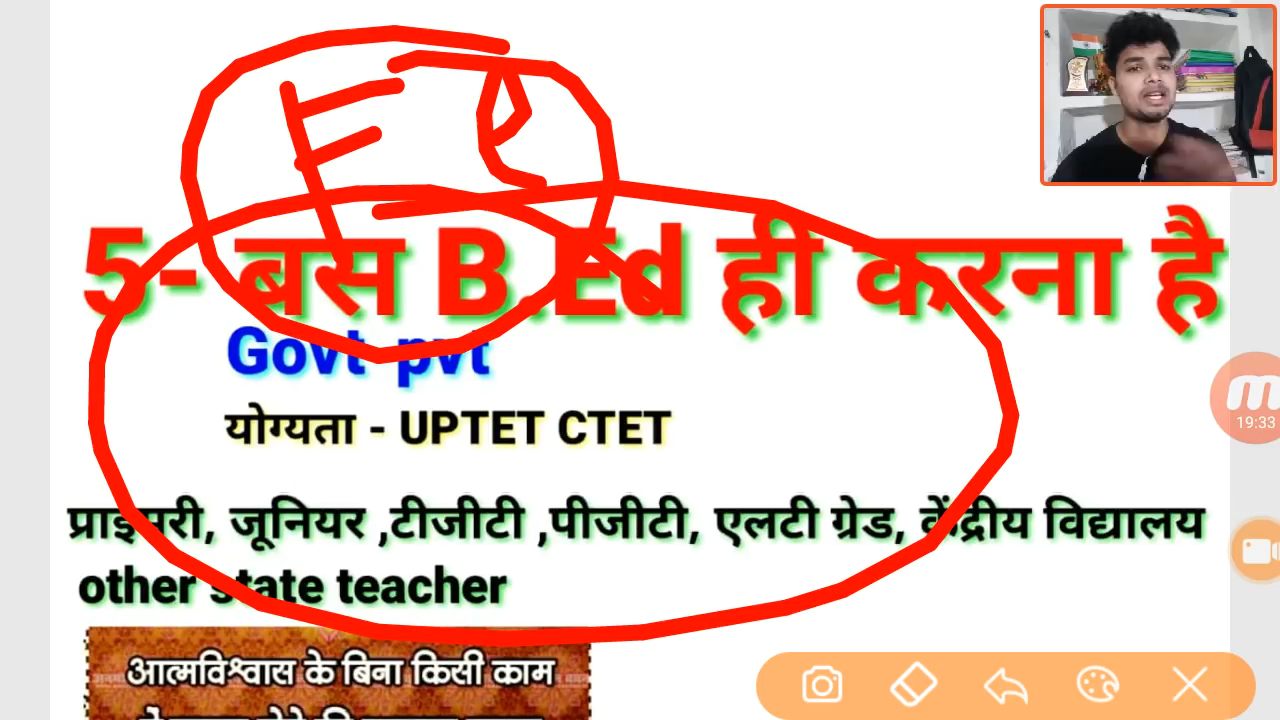 5- बस B.Ed ही करना है
Govt pvt
योग्यता - UPTET CTET
19:33
प्राइमरी, जूनियर ,टीजीटी ,पीजीटी, एलटी ग्रेड, केंद्रीय विद्यालय
other state teacher
आत्मविश्वास के बिना किसी काम